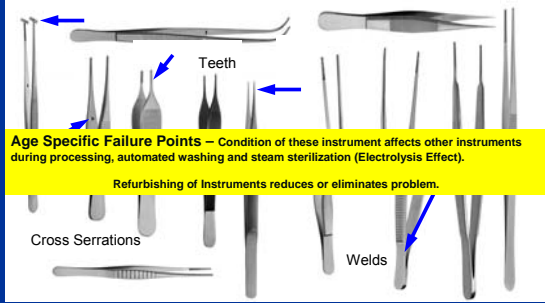 Teeth
Age Specific Failure Points – Condition of these instrument affects other instruments
during processing, automated washing and steam sterilization (Electrolysis Effect).
Refurbishing of Instruments reduces or eliminates problem.
Cross Serrations
Welds